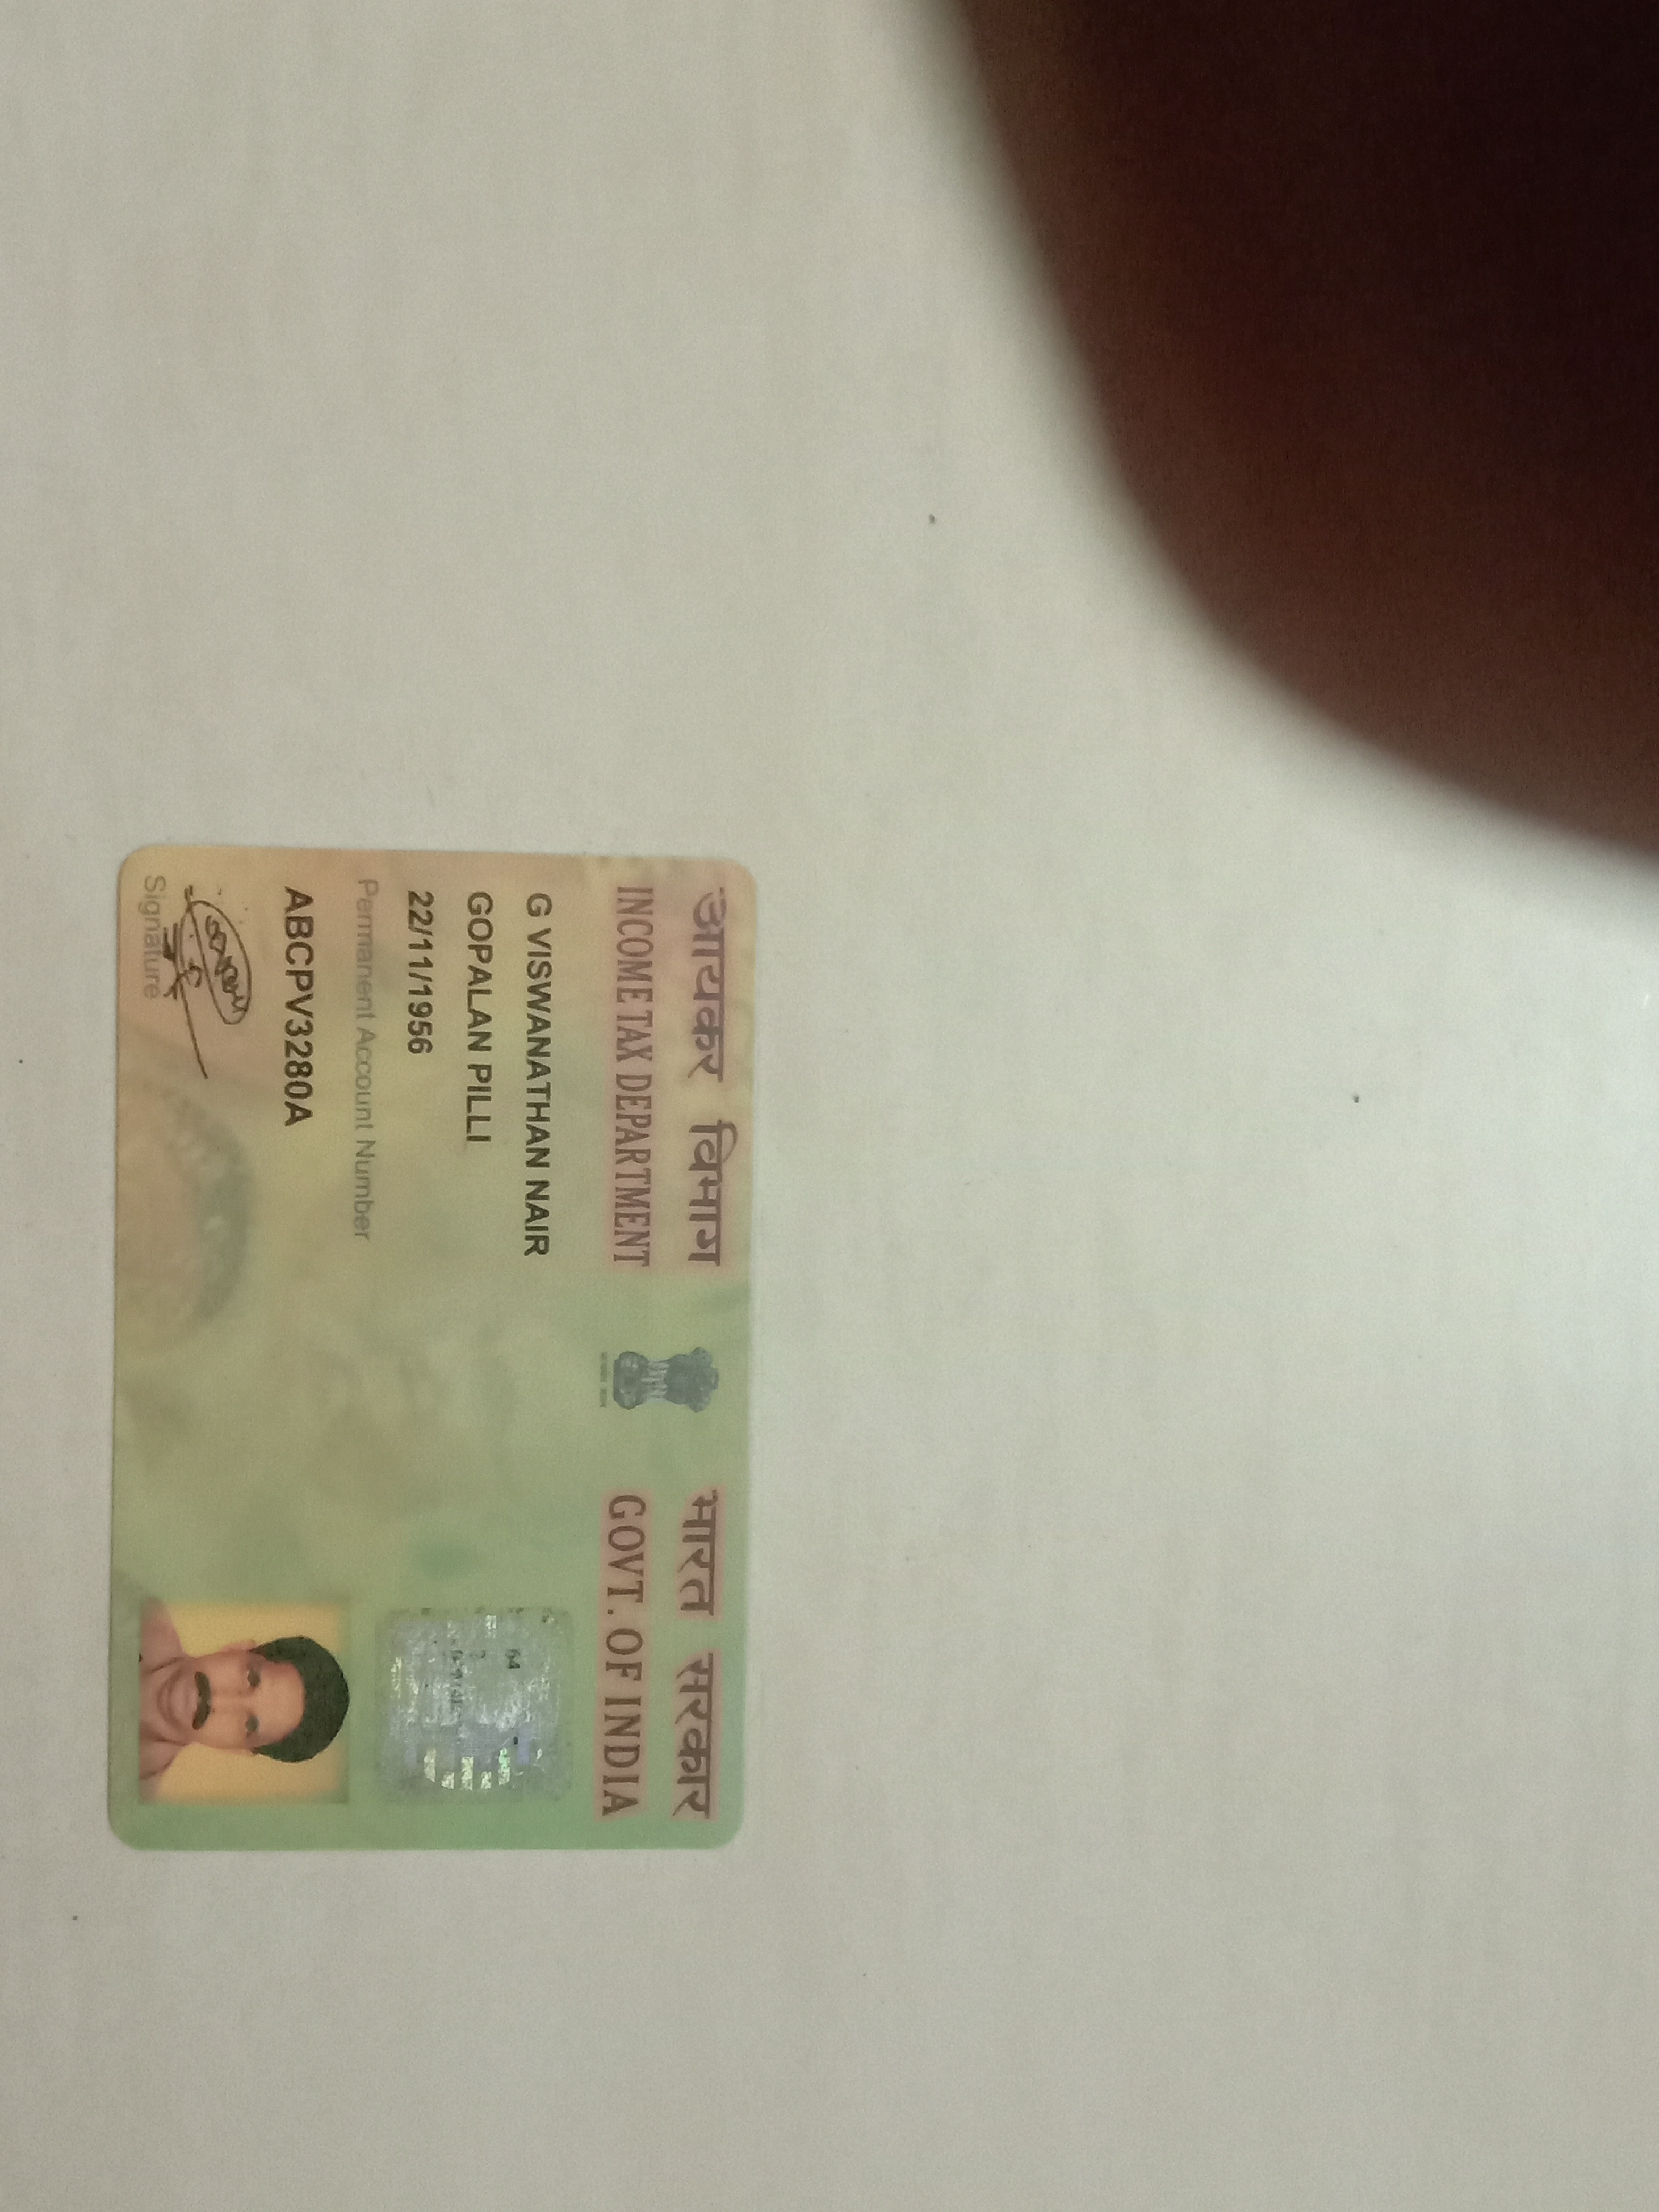 आयकर विभाग
INCOME TAX DEPARTMENT
भारत सरकार
GOVT. OF INDIA
G VISWANATHAN NAIR
GOPALAN PILLI
22/11/1956
Permanent Account Number
ABCPV3280A
Signature